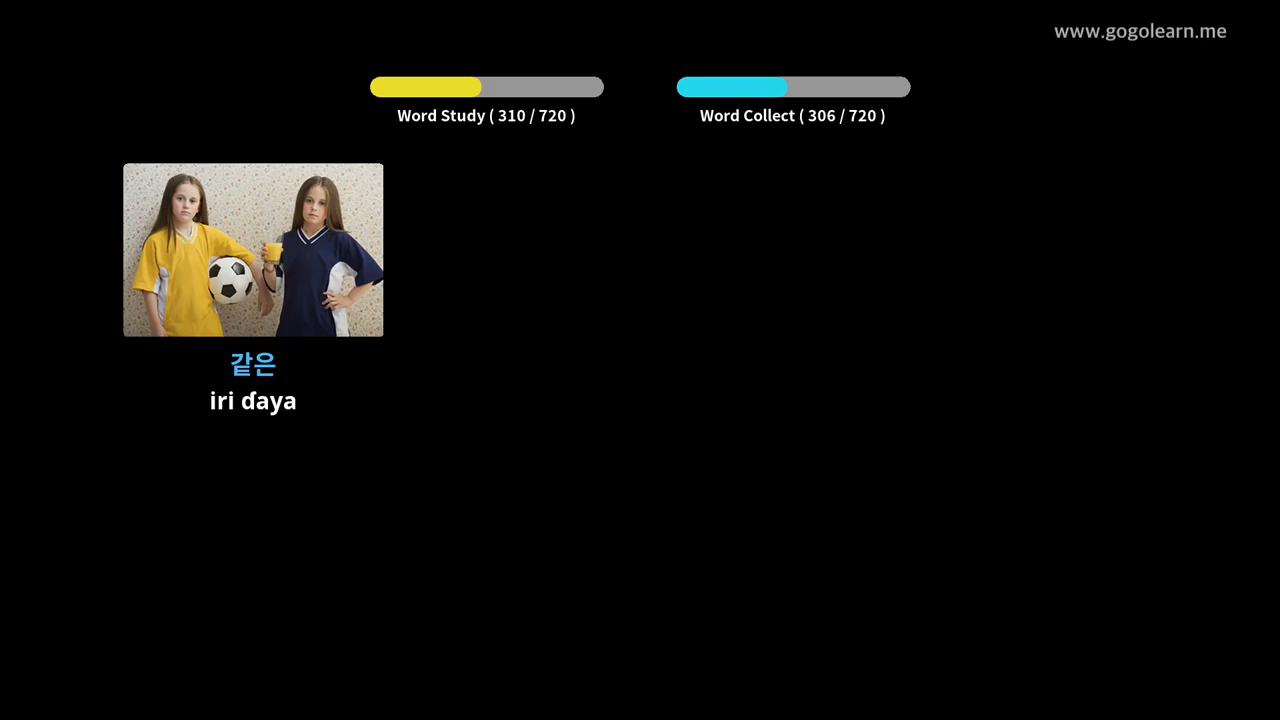 www.gogolearn.me
Word Study ( 310 / 720 )
Word Collect ( 306 / 720 )
같은
iri ɗaya